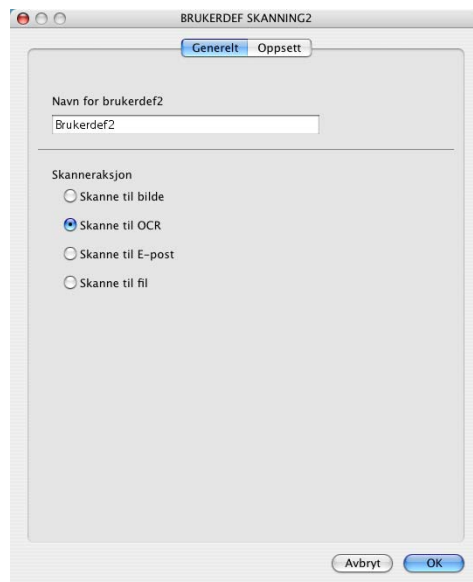 BRUKERDEF SKANNING2
Generelt Oppsett
Navn for brukerdef2
Brukerdef2
Skanneraksjon
Skanne til bilde
Skanne til OCR
Skanne til E-post
Skanne til fil
Avbryt OK